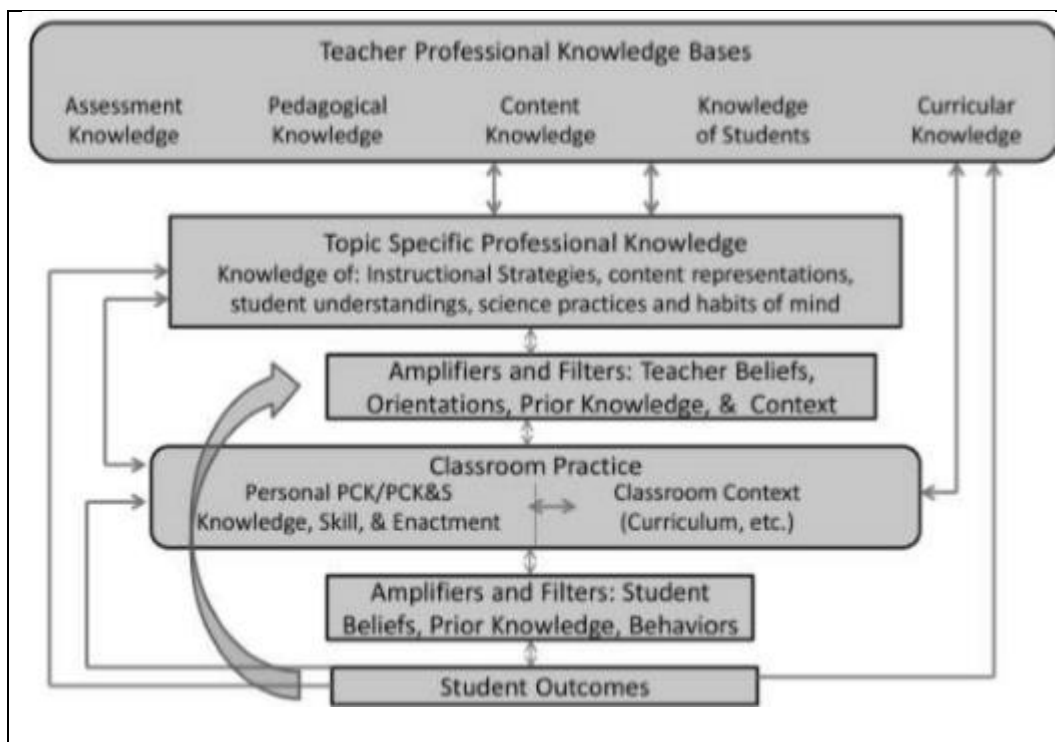 Teacher Professional Knowledge Bases
Assessment Knowledge
Pedagogical Knowledge
Content Knowledge
Knowledge of Students
Curricular Knowledge
Topic Specific Professional Knowledge
Knowledge of: Instructional Strategies, content representations,
student understandings, science practices and habits of mind
Amplifiers and Filters: Teacher Beliefs,
Orientations, Prior Knowledge, & Context
Classroom Practice
Personal PCK/PCK&S
Knowledge, Skill, & Enactment
Classroom Context
(Curriculum, etc.)
Amplifiers and Filters: Student
Beliefs, Prior Knowledge, Behaviors
Student Outcomes